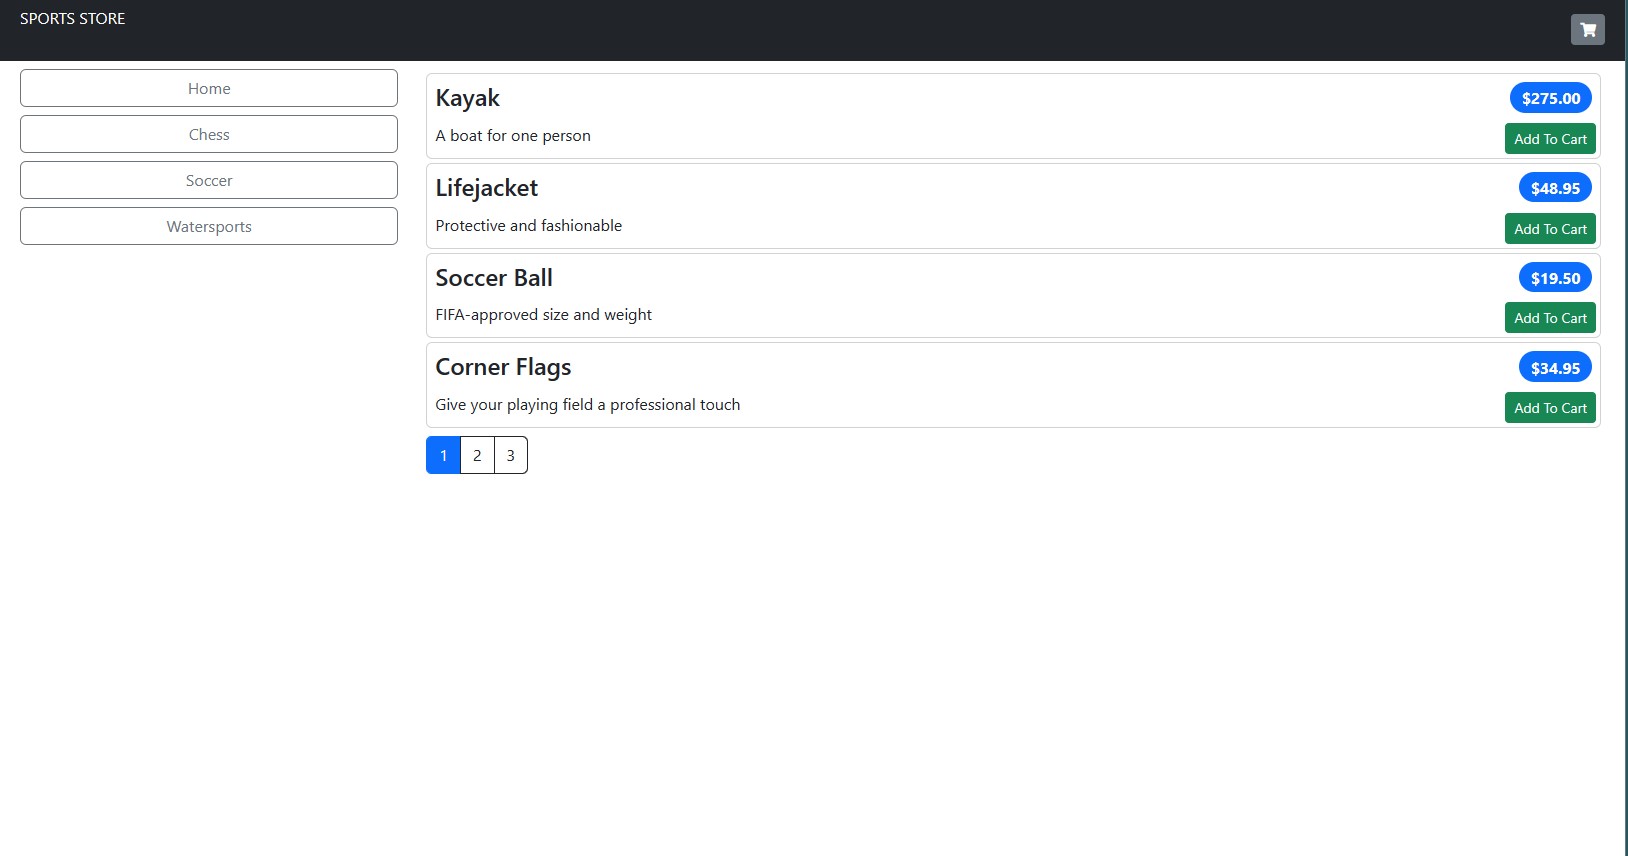 SPORTS STORE
Home
Chess
Soccer
Watersports
Kayak
$275.00
A boat for one person
Add To Cart
Lifejacket
$48.95
Protective and fashionable
Add To Cart
Soccer Ball
$19.50
FIFA-approved size and weight
Add To Cart
Corner Flags
$34.95
Give your playing field a professional touch
Add To Cart
1 2 3